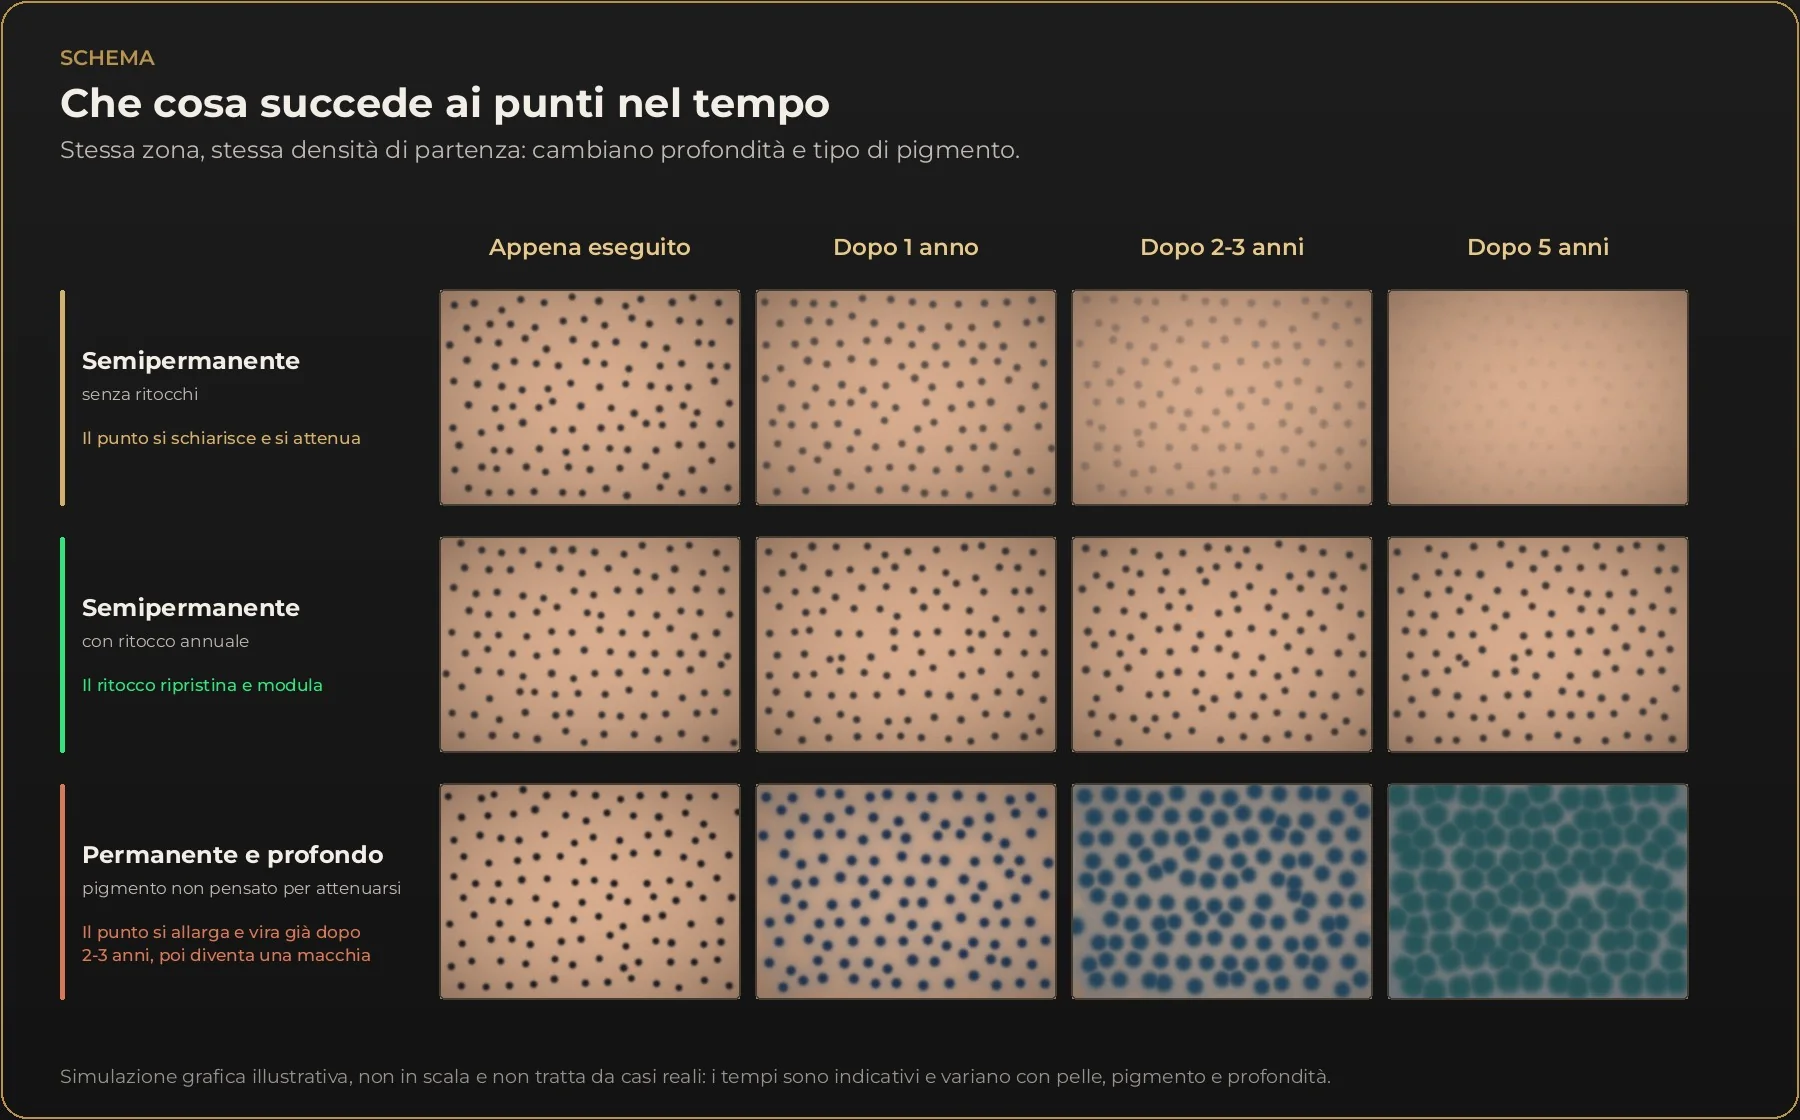 SCHEMA
Che cosa succede ai punti nel tempo
Stessa zona, stessa densità di partenza: cambiano profondità e tipo di pigmento.
Appena eseguito
Dopo 1 anno
Dopo 2-3 anni
Dopo 5 anni
Semipermanente
senza ritocchi
Il punto si schiarisce e si attenua
Semipermanente
con ritocco annuale
Il ritocco ripristina e modula
Permanente e profondo
pigmento non pensato per attenuarsi
Il punto si allarga e vira già dopo
2-3 anni, poi diventa una macchia
Simulazione grafica illustrativa, non in scala e non tratta da casi reali: i tempi sono indicativi e variano con pelle, pigmento e profondità.